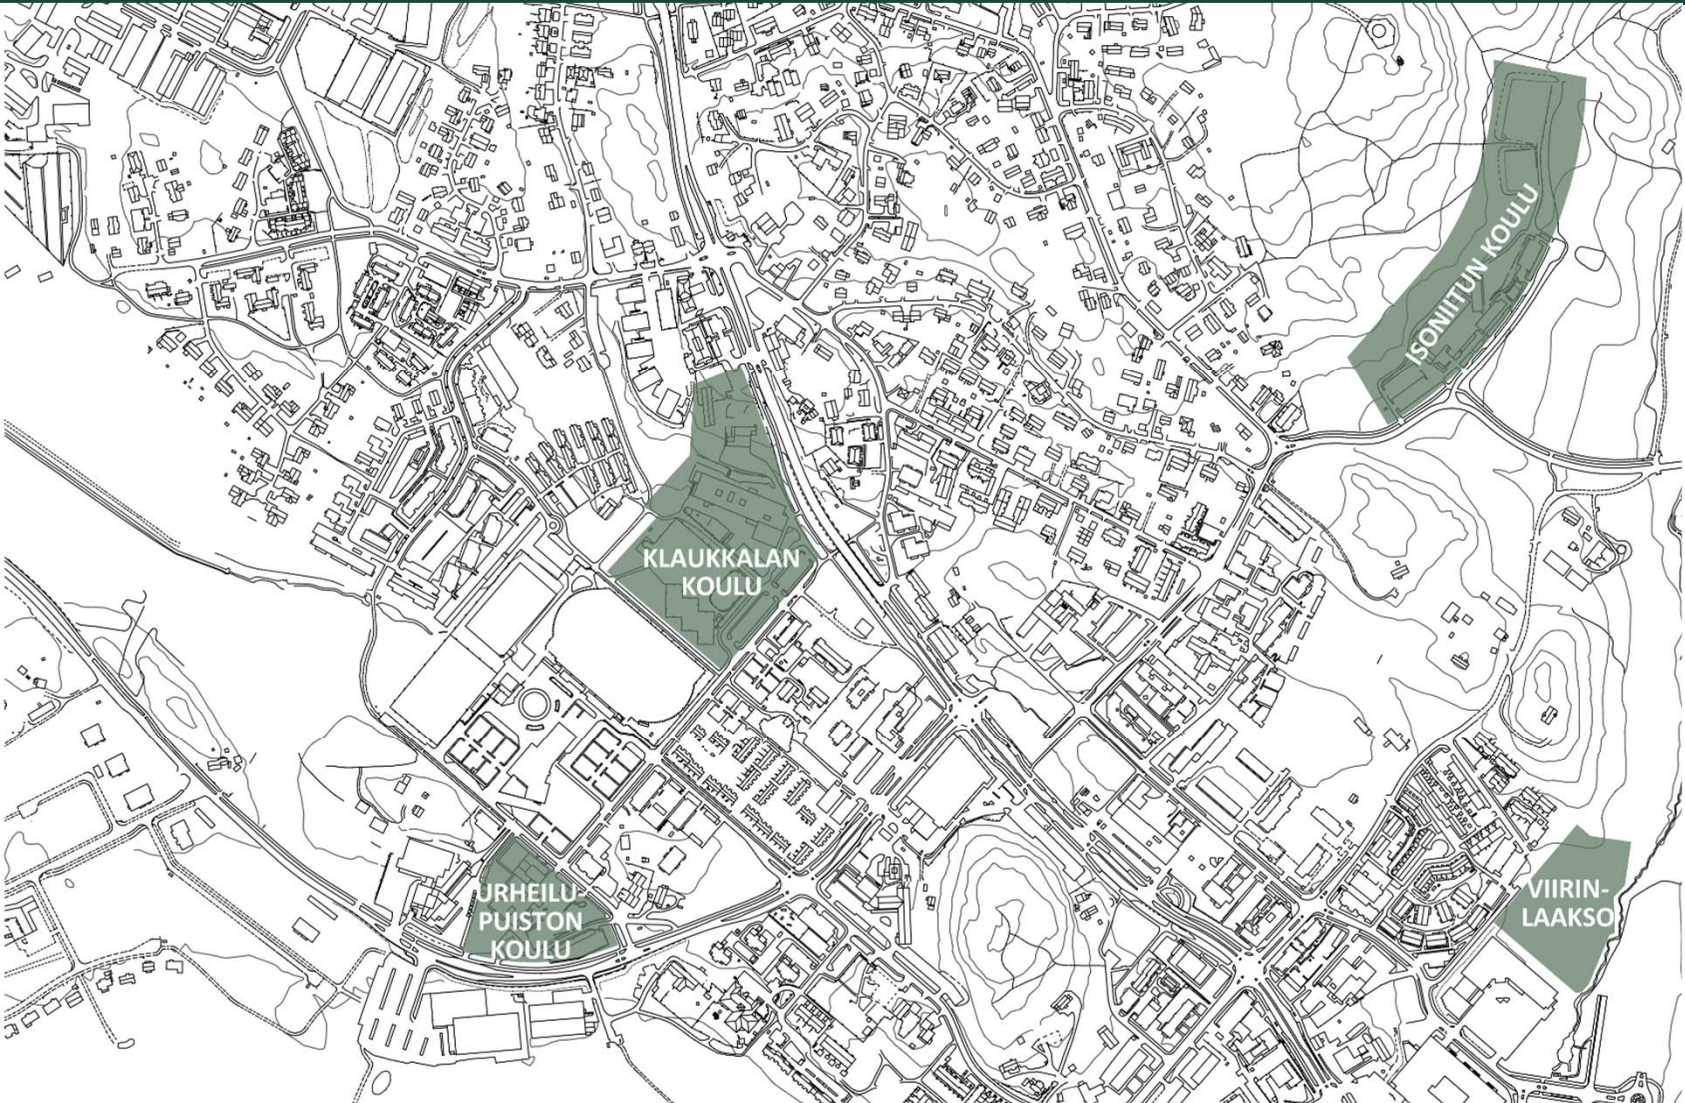 ISONIITUN KOULU
KLAUKKALAN
KOULU
URHEILU-
PUISTON
KOULU
VIIRIN-
LAAKSO